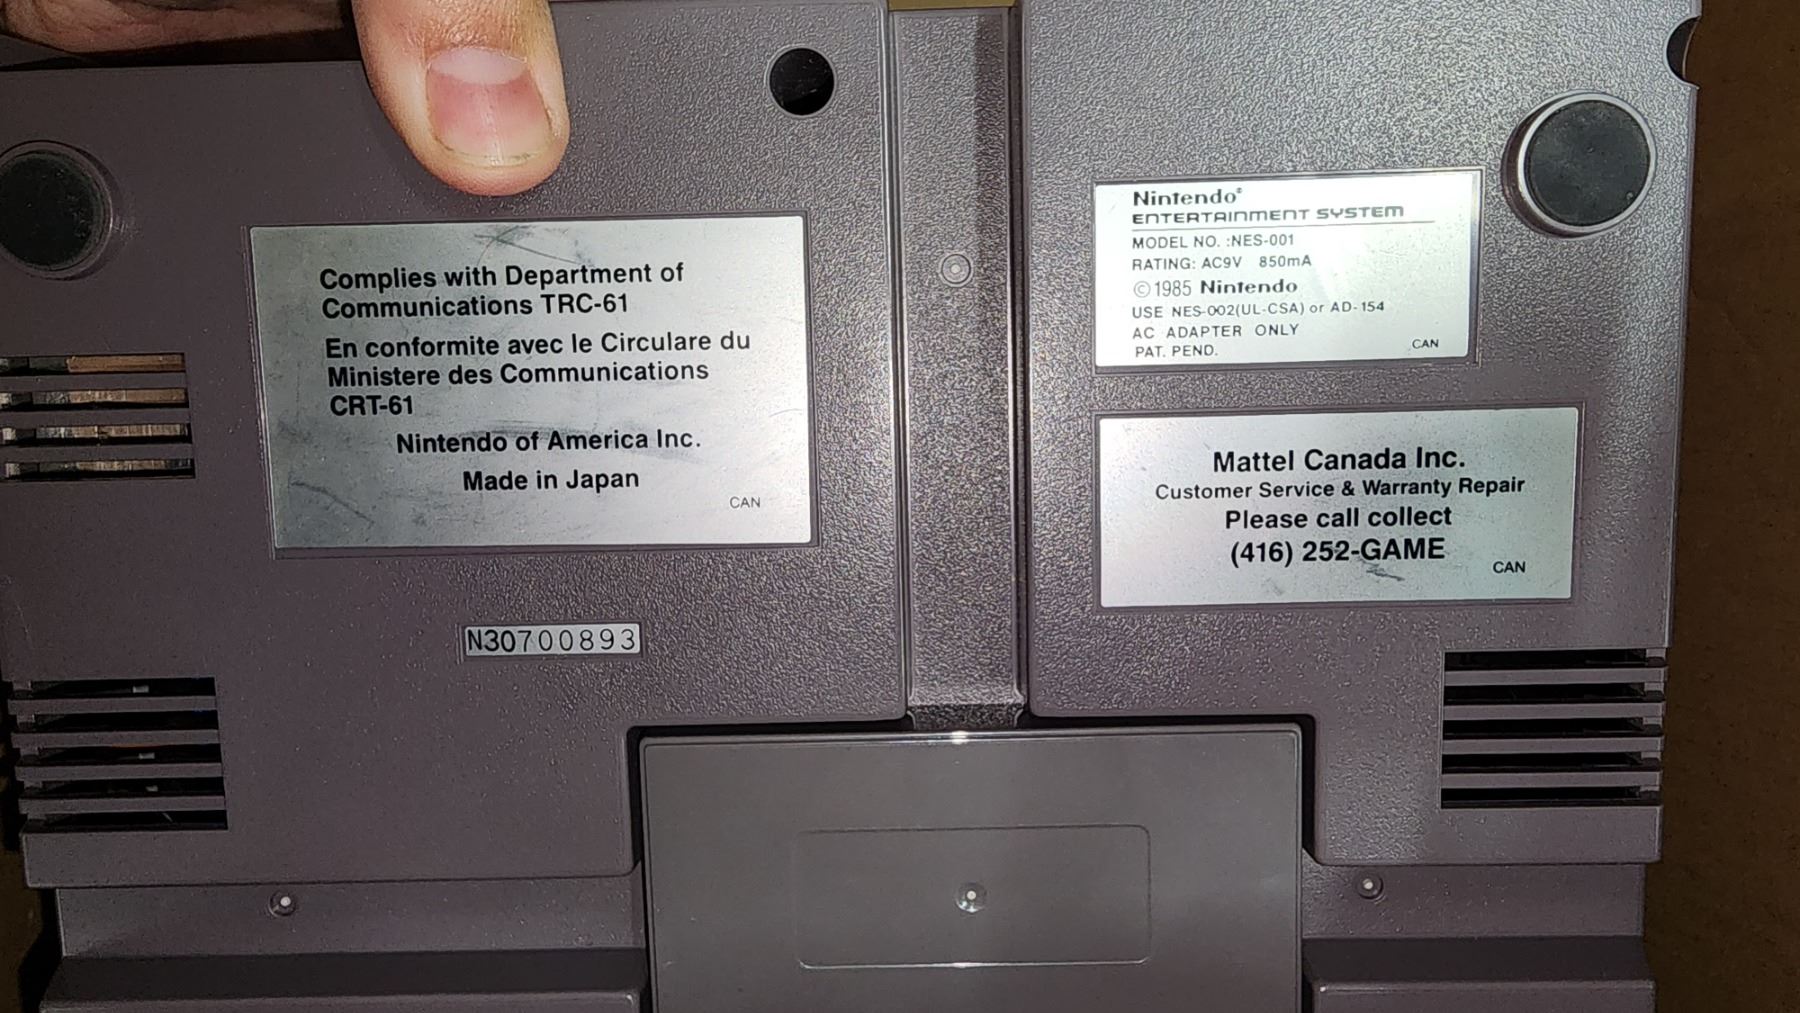 Complies with Department of
Communications TRC-61
En conformite avec le Circulare du
Ministere des Communications
CRT-61
Nintendo of America Inc.
Made in Japan
CAN
N30700893
Nintendo®
ENTERTAINMENT SYSTEM
MODEL NO. :NES-001
RATING: AC9V 850mA
©1985 Nintendo
USE NES-002(UL-CSA) or AD-154
AC ADAPTER ONLY
PAT. PEND.
CAN
Mattel Canada Inc.
Customer Service & Warranty Repair
Please call collect
(416) 252-GAME
CAN